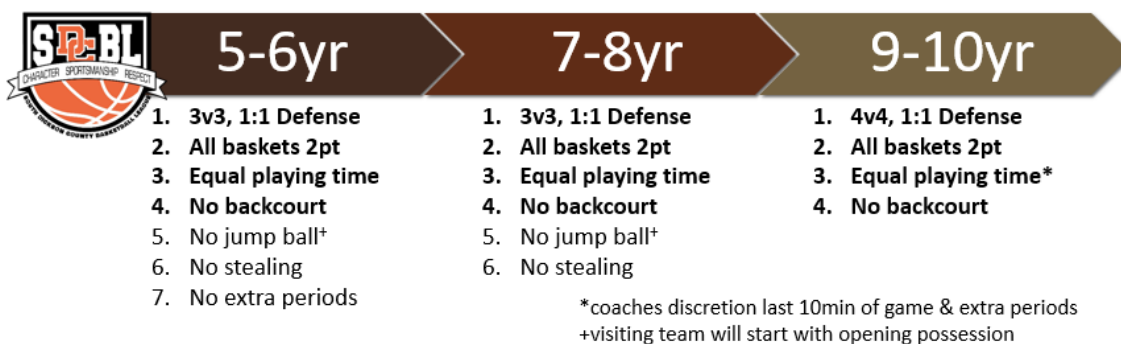 SDCBL
CHARACTER SPORTSMANSHIP RESPECT
SOUTH DICKSON COUNTY BASKETBALL LEAGUE
5-6yr
1. 3v3, 1:1 Defense
2. All baskets 2pt
3. Equal playing time
4. No backcourt
5. No jump ball⁺
6. No stealing
7. No extra periods
7-8yr
1. 3v3, 1:1 Defense
2. All baskets 2pt
3. Equal playing time
4. No backcourt
5. No jump ball⁺
6. No stealing
9-10yr
1. 4v4, 1:1 Defense
2. All baskets 2pt
3. Equal playing time*
4. No backcourt
*coaches discretion last 10min of game & extra periods
+visiting team will start with opening possession